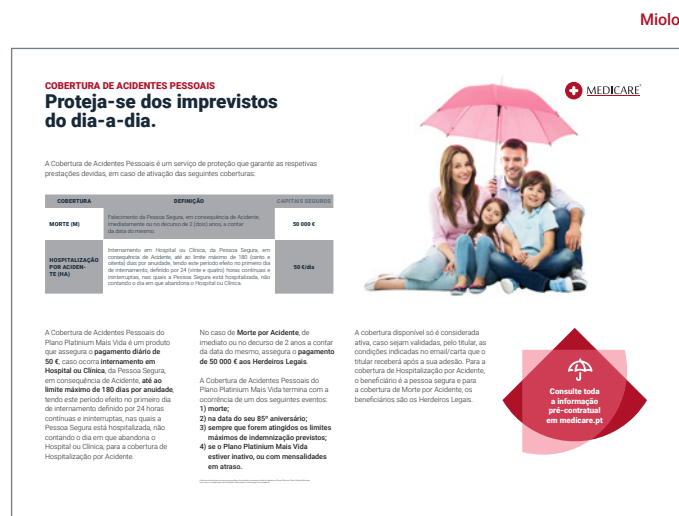 Miolo
COBERTURA DE ACIDENTES PESSOAIS
Proteja-se dos imprevistos
do dia-a-dia.
MEDICARE
A Cobertura de Acidentes Pessoais é um serviço de proteção que garante as respetivas
prestações devidas, em caso de ativação das seguintes coberturas:
COBERTURA DEFINIÇÃO CAPITAIS SEGUROS
MORTE (M)
Falecimento da Pessoa Segura, em consequência de Acidente,
imediatamente ou no decurso de 2 (dois) anos, a contar
da data do mesmo.
50 000 €
HOSPITALIZAÇÃO
POR ACIDEN-
TE (HA)
Internamento em Hospital ou Clínica, da Pessoa Segura, em
consequência de Acidente, até ao limite máximo de 180 (cento e
oitenta) dias por anuidade, tendo este período efeito no primeiro dia
de internamento, definido por 24 (vinte e quatro) horas contínuas e
ininterruptas, nas quais a Pessoa Segura está hospitalizada, não
contando o dia em que abandona o Hospital ou Clínica.
50 €/dia
A Cobertura de Acidentes Pessoais do
Plano Platinium Mais Vida é um produto
que assegura o pagamento diário de
50 €, caso ocorra internamento em
Hospital ou Clínica, da Pessoa Segura,
em consequência de Acidente, até ao
limite máximo de 180 dias por anuidade,
tendo este período efeito no primeiro dia
de internamento definido por 24 horas
contínuas e ininterruptas, nas quais a
Pessoa Segura está hospitalizada, não
contando o dia em que abandona o
Hospital ou Clínica, para a cobertura de
Hospitalização por Acidente.
No caso de Morte por Acidente, de
imediato ou no decurso de 2 anos a contar
da data do mesmo, assegura o pagamento
de 50 000 € aos Herdeiros Legais.
A Cobertura de Acidentes Pessoais do
Plano Platinium Mais Vida termina com a
ocorrência de um dos seguintes eventos:
1) morte;
2) na data do seu 85º aniversário;
3) sempre que forem atingidos os limites
máximos de indemnização previstos;
4) se o Plano Platinium Mais Vida
estiver inativo, ou com mensalidades
em atraso.
A cobertura disponível só é considerada
ativa, caso sejam validadas, pelo titular, as
condições indicadas no email/carta que o
titular receberá após a sua adesão. Para a
cobertura de Hospitalização por Acidente,
o beneficiário é a pessoa segura e para
a cobertura de Morte por Acidente, os
beneficiários são os Herdeiros Legais.
Consulte toda
a informação
pré-contratual
em medicare.pt